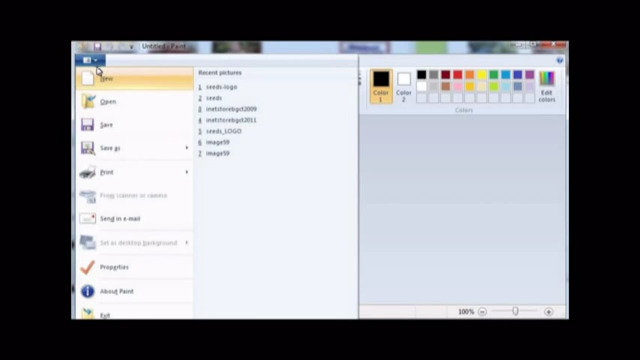 Untitled - Paint
New
Open
Save
Save as
Print
From scanner or camera
Send in e-mail
Set as desktop background
Properties
About Paint
Exit
Recent pictures
1 seeds-logo
2 seeds
3 inetstorebgct2009
4 inetstorebgct2011
5 seeds_LOGO
6 image59
7 image59
Color 1
Color 2
Edit colors
Colors
100%